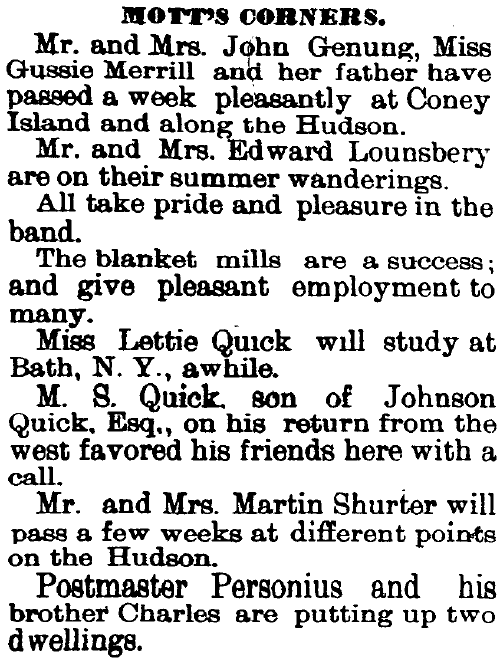 MOTT'S CORNERS.
Mr. and Mrs. John Genung, Miss
Gussie Merrill and her father have
passed a week pleasantly at Coney
Island and along the Hudson.
Mr. and Mrs. Edward Lounsbery
are on their summer wanderings.
All take pride and pleasure in the
band.
The blanket mills are a success;
and give pleasant employment to
many.
Miss Lettie Quick will study at
Bath, N. Y., awhile.
M. S. Quick, son of Johnson
Quick, Esq., on his return from the
west favored his friends here with a
call.
Mr. and Mrs. Martin Shurter will
pass a few weeks at different points
on the Hudson.
Postmaster Personius and his
brother Charles are putting up two
dwellings.